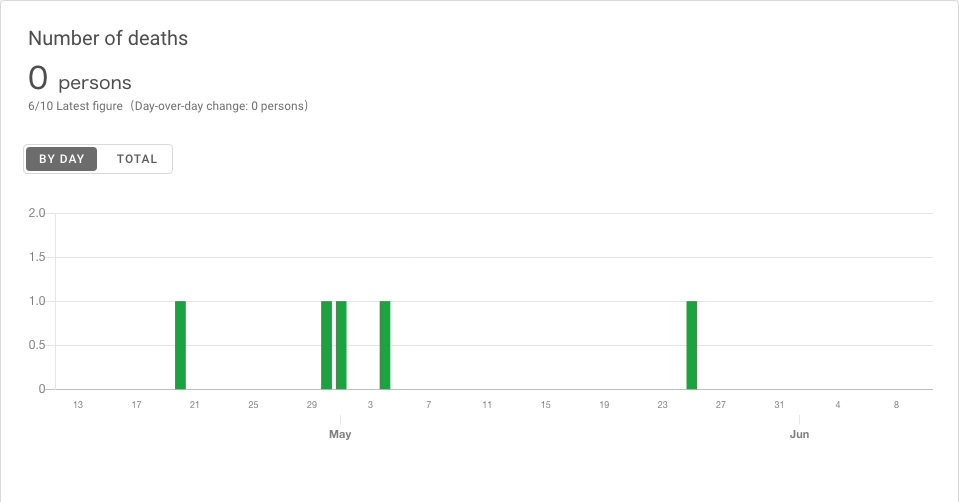 Number of deaths
0 persons
6/10 Latest figure（Day-over-day change: 0 persons）
BY DAY TOTAL
2.0
1.5
1.0
0.5
0
13 17 21 25 29 3 7 11 15 19 23 27 31 4 8
May Jun